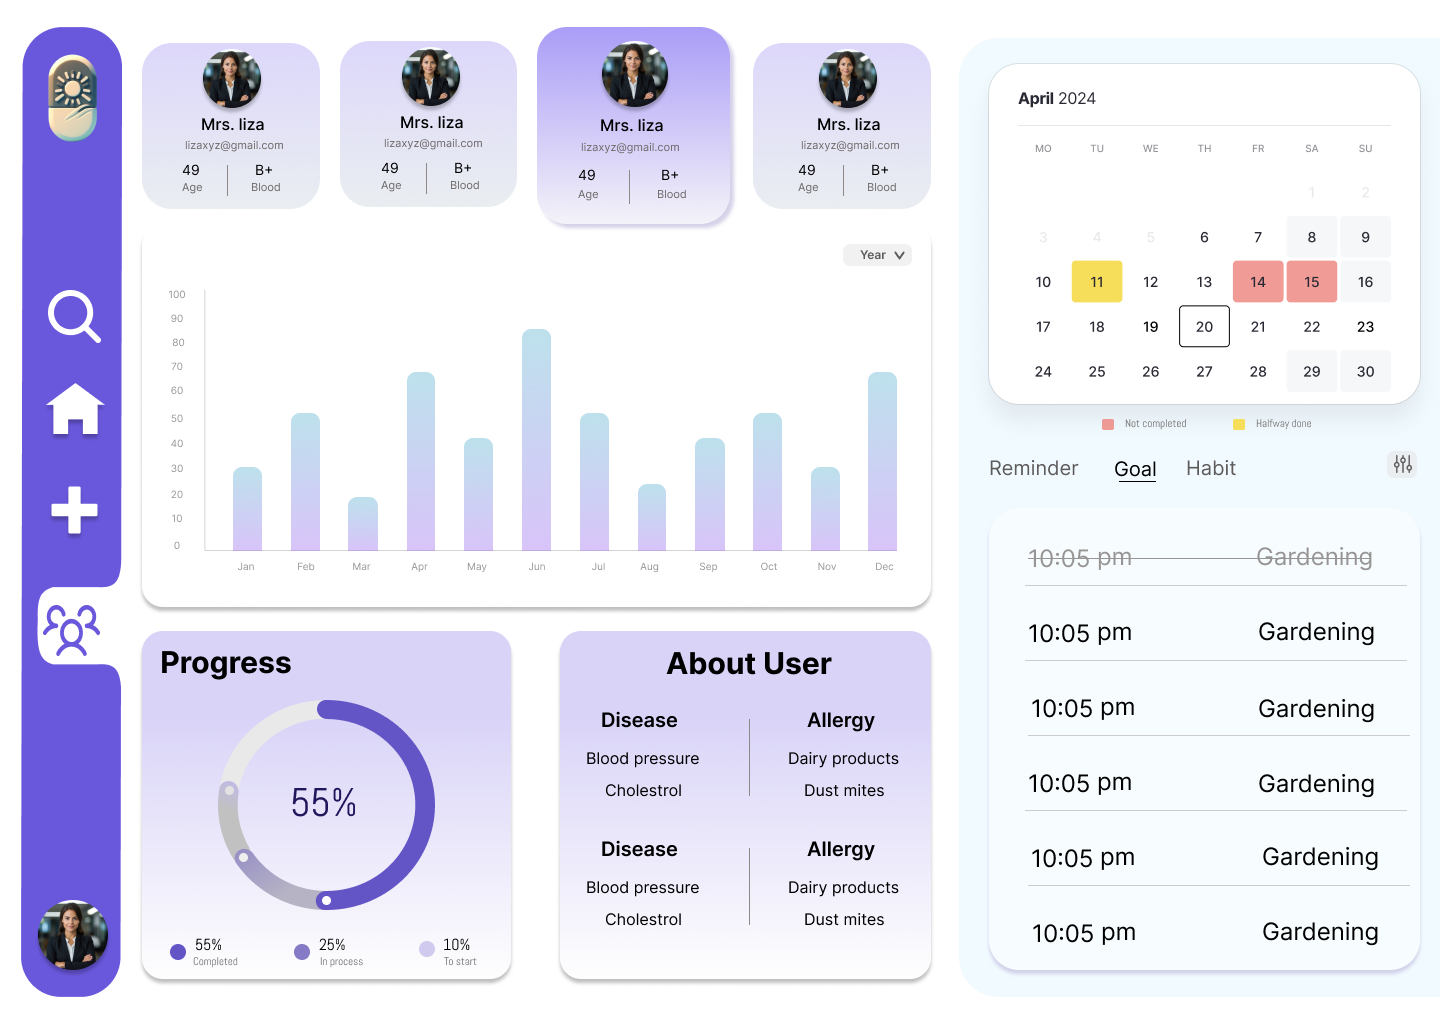 Mrs. liza
lizaxyz@gmail.com
49 B+
Age Blood
Mrs. liza
lizaxyz@gmail.com
49 B+
Age Blood
Mrs. liza
lizaxyz@gmail.com
49 B+
Age Blood
Mrs. liza
lizaxyz@gmail.com
49 B+
Age Blood
Year
100
90
80
70
60
50
40
30
20
10
0
Jan Feb Mar Apr May Jun Jul Aug Sep Oct Nov Dec
Progress
55%
55% 25% 10%
Completed In process To start
About User
Disease Allergy
Blood pressure Dairy products
Cholestrol Dust mites
Disease Allergy
Blood pressure Dairy products
Cholestrol Dust mites
April 2024
MO TU WE TH FR SA SU
1 2
3 4 5 6 7 8 9
10 11 12 13 14 15 16
17 18 19 20 21 22 23
24 25 26 27 28 29 30
Not completed Halfway done
Reminder Goal Habit
10:05 pm Gardening
10:05 pm Gardening
10:05 pm Gardening
10:05 pm Gardening
10:05 pm Gardening
10:05 pm Gardening